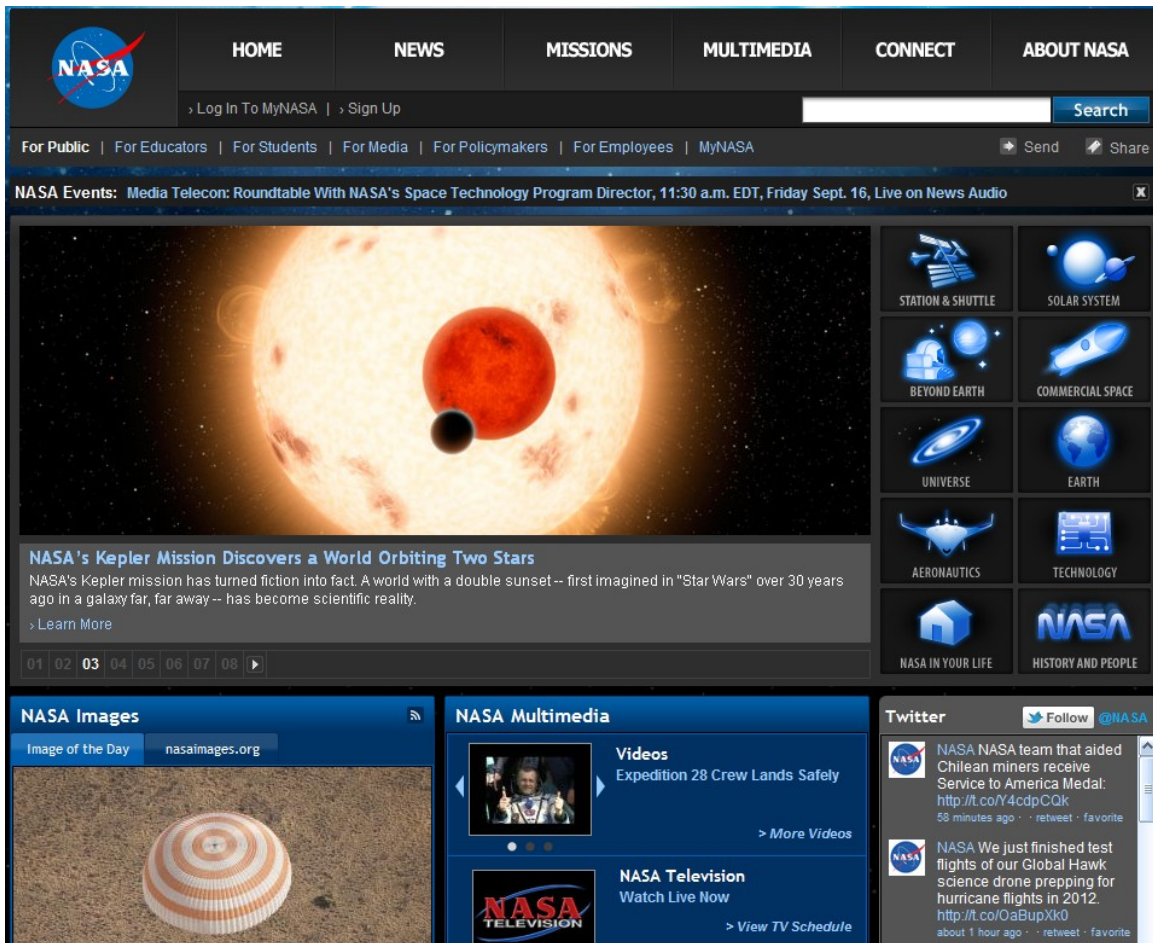 NASA
HOME
NEWS
MISSIONS
MULTIMEDIA
CONNECT
ABOUT NASA
› Log In To MyNASA | › Sign Up
Search
For Public | For Educators | For Students | For Media | For Policymakers | For Employees | MyNASA
Send
Share
NASA Events: Media Telecon: Roundtable With NASA's Space Technology Program Director, 11:30 a.m. EDT, Friday Sept. 16, Live on News Audio
x
STATION & SHUTTLE
SOLAR SYSTEM
BEYOND EARTH
COMMERCIAL SPACE
UNIVERSE
EARTH
AERONAUTICS
TECHNOLOGY
NASA IN YOUR LIFE
NASA
HISTORY AND PEOPLE
NASA's Kepler Mission Discovers a World Orbiting Two Stars
NASA's Kepler mission has turned fiction into fact. A world with a double sunset -- first imagined in "Star Wars" over 30 years
ago in a galaxy far, far away -- has become scientific reality.
› Learn More
01 02 03 04 05 06 07 08
NASA Images
Image of the Day
nasaimages.org
NASA Multimedia
Videos
Expedition 28 Crew Lands Safely
> More Videos
NASA
TELEVISION
NASA Television
Watch Live Now
> View TV Schedule
Twitter
Follow @NASA
NASA
NASA NASA team that aided
Chilean miners receive
Service to America Medal:
http://t.co/Y4cdpCQk
58 minutes ago · · retweet · favorite
NASA
NASA We just finished test
flights of our Global Hawk
science drone prepping for
hurricane flights in 2012.
http://t.co/OaBupXk0
about 1 hour ago · · retweet · favorite